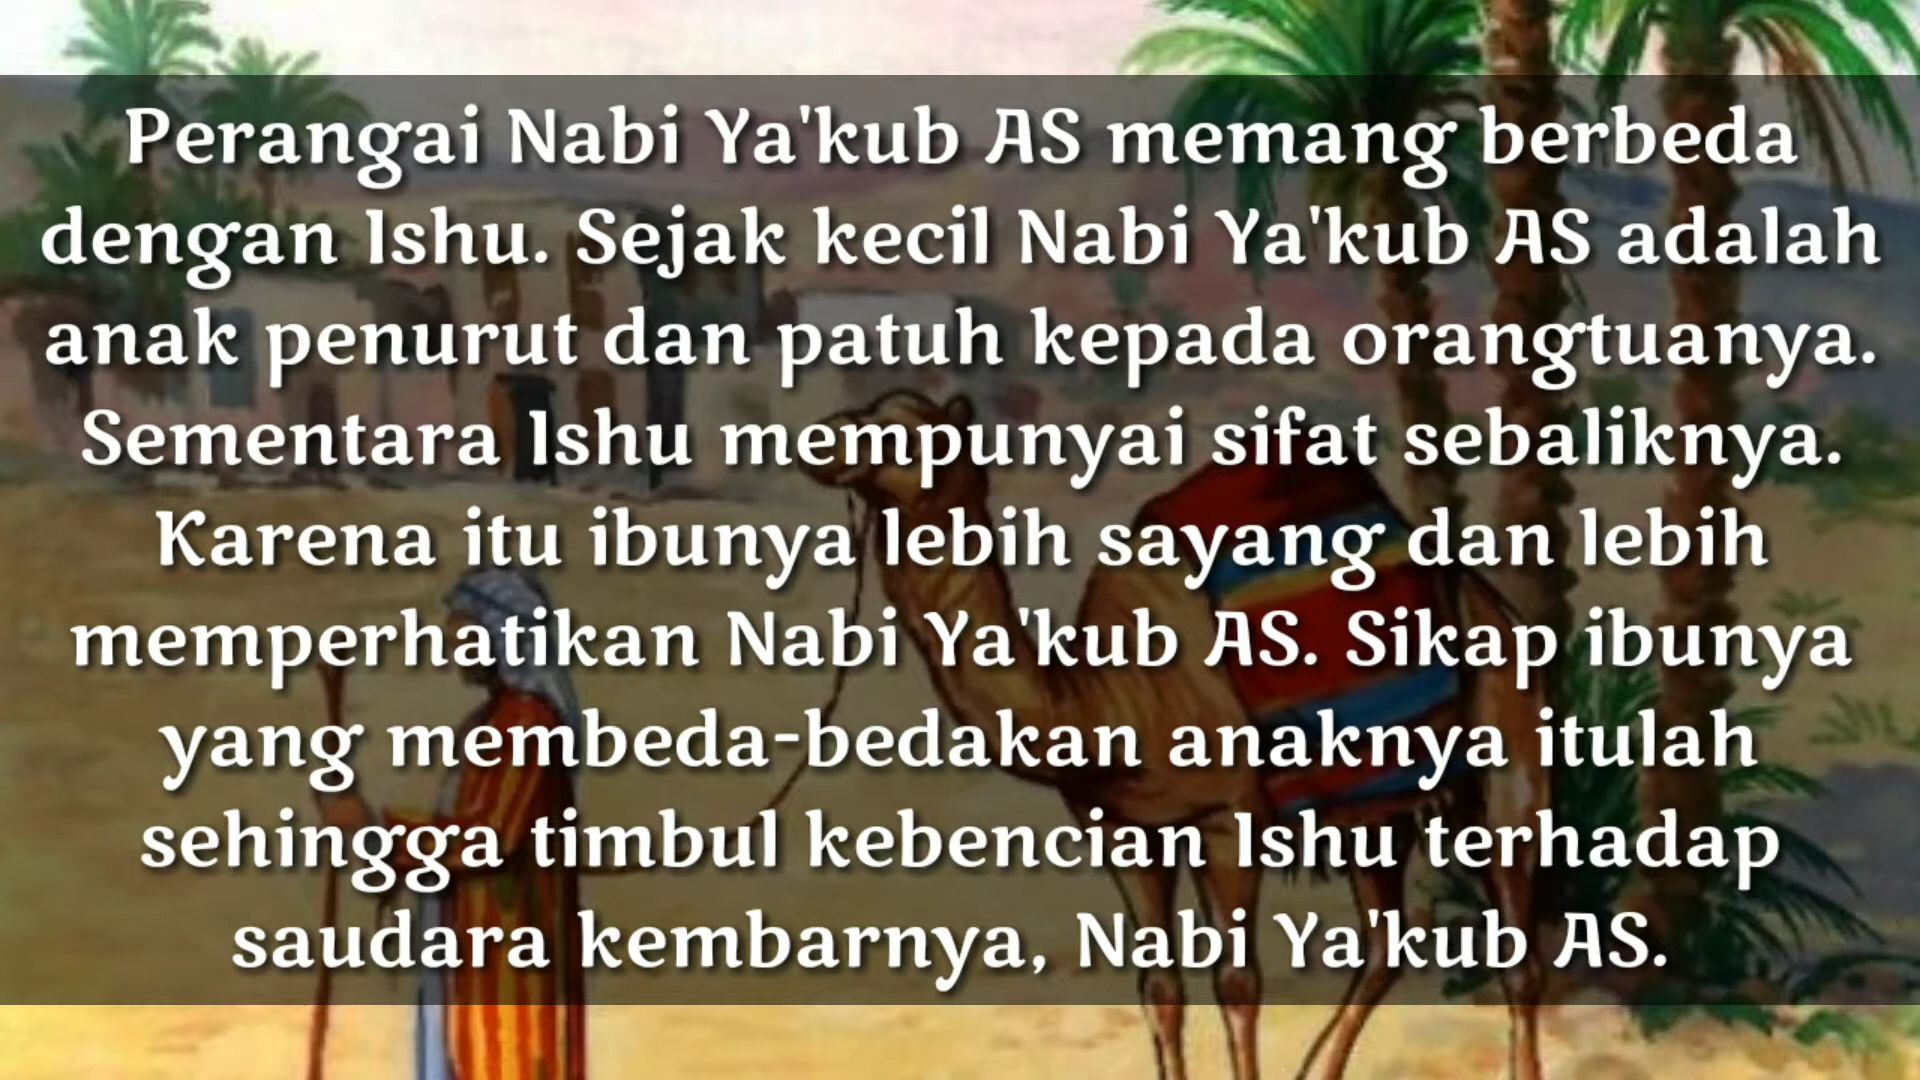 Perangai Nabi Ya'kub AS memang berbeda
dengan Ishu. Sejak kecil Nabi Ya'kub AS adalah
anak penurut dan patuh kepada orangtuanya.
Sementara Ishu mempunyai sifat sebaliknya.
Karena itu ibunya lebih sayang dan lebih
memperhatikan Nabi Ya'kub AS. Sikap ibunya
yang membeda-bedakan anaknya itulah
sehingga timbul kebencian Ishu terhadap
saudara kembarnya, Nabi Ya'kub AS.